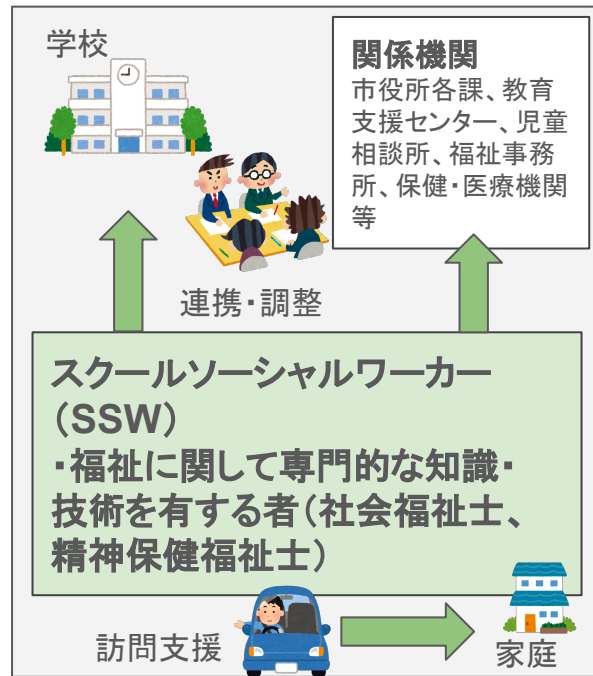 学校
関係機関
市役所各課、教育
支援センター、児童
相談所、福祉事務
所、保健・医療機関
等
連携・調整
スクールソーシャルワーカー
(SSW)
・福祉に関して専門的な知識・
技術を有する者(社会福祉士、
精神保健福祉士)
訪問支援
家庭